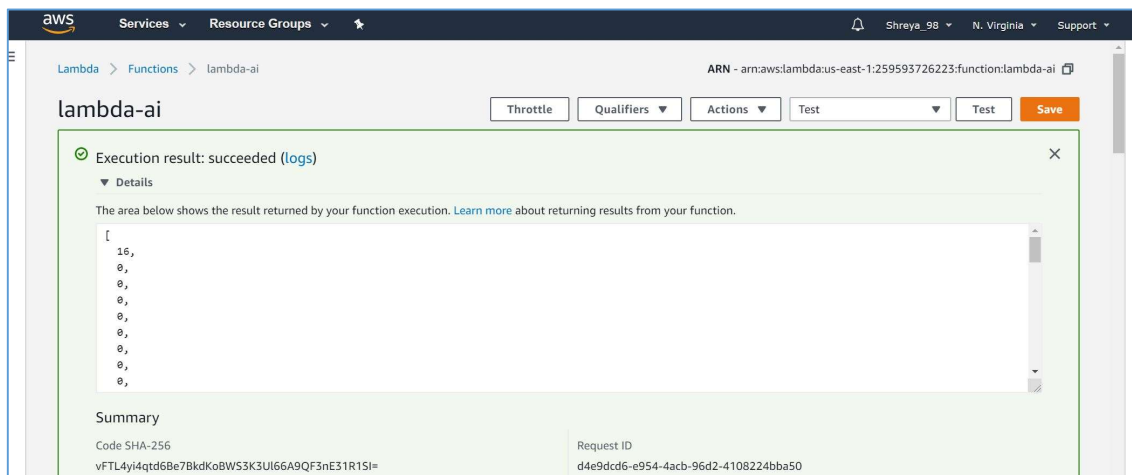 aws Services Resource Groups Shreya_98 N. Virginia Support
Lambda > Functions > lambda-ai ARN - arn:aws:lambda:us-east-1:259593726223:function:lambda-ai
lambda-ai Throttle Qualifiers Actions Test Test Save
Execution result: succeeded (logs)
Details
The area below shows the result returned by your function execution. Learn more about returning results from your function.
[
16,
0,
0,
0,
0,
0,
0,
0,
0,
Summary
Code SHA-256 Request ID
vFTL4yi4qtd6Be7BkdKoBWS3K3Ul66A9QF3nE31R1SI= d4e9dcd6-e954-4acb-96d2-4108224bba50